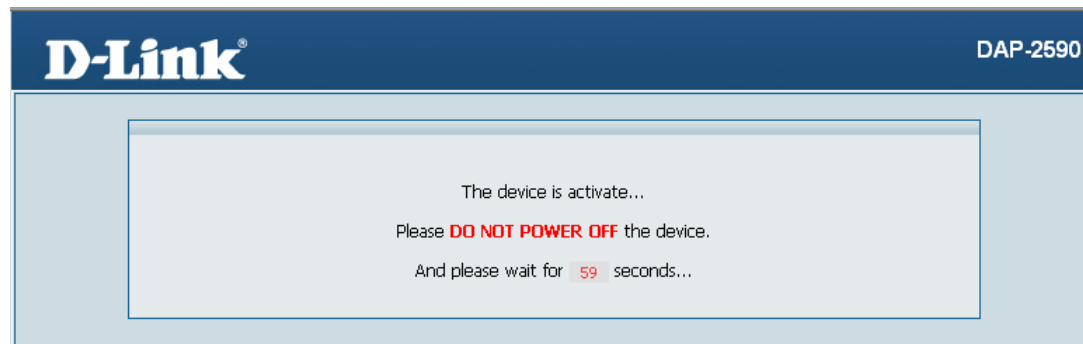 D-Link®
DAP-2590
The device is activate...
Please DO NOT POWER OFF the device.
And please wait for 59 seconds...